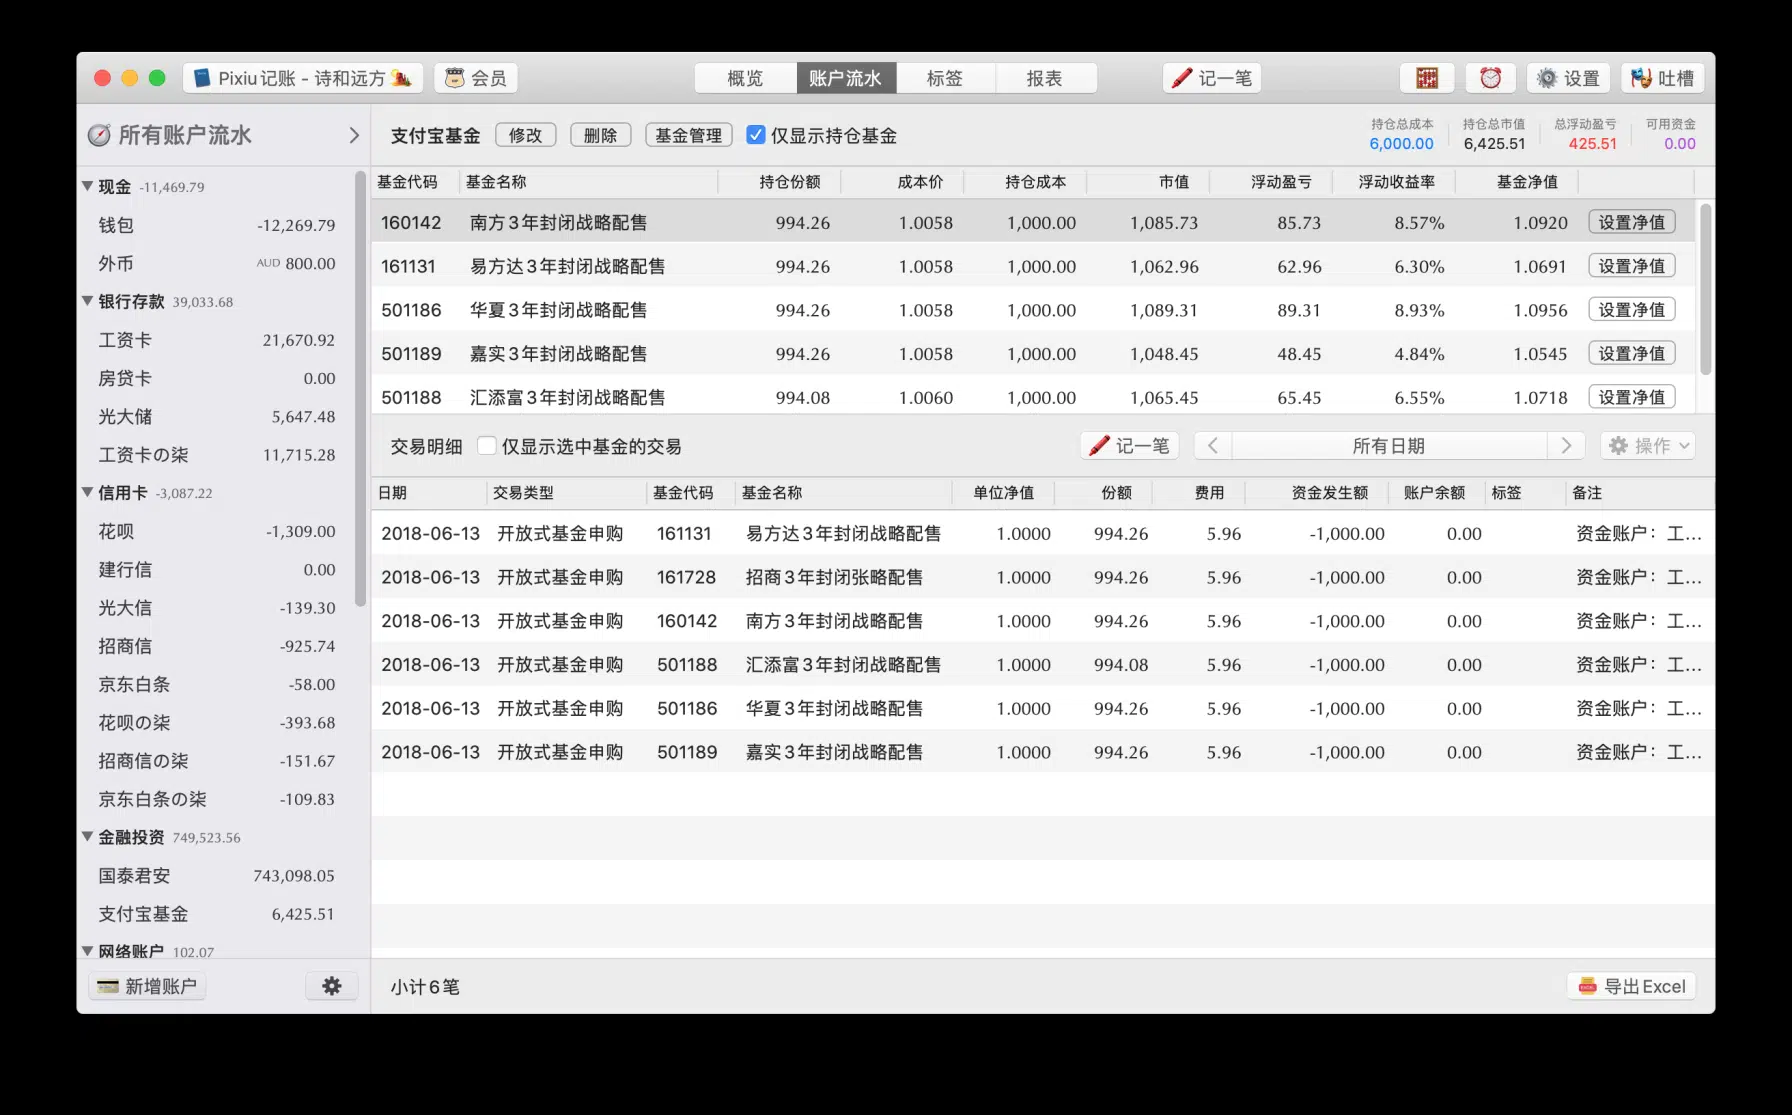 Pixiu 记账 - 诗和远方
会员
概览 账户流水 标签 报表
记一笔
设置
吐槽
所有账户流水
支付宝基金 修改 删除 基金管理 仅显示持仓基金
持仓总成本 持仓总市值 总浮动盈亏 可用资金
6,000.00 6,425.51 425.51 0.00
现金 -11,469.79
钱包 -12,269.79
外币 AUD 800.00
银行存款 39,033.68
工资卡 21,670.92
房贷卡 0.00
光大储 5,647.48
工资卡の柒 11,715.28
信用卡 -3,087.22
花呗 -1,309.00
建行信 0.00
光大信 -139.30
招商信 -925.74
京东白条 -58.00
花呗の柒 -393.68
招商信の柒 -151.67
京东白条の柒 -109.83
金融投资 749,523.56
国泰君安 743,098.05
支付宝基金 6,425.51
网络账户 102.07
新增账户
基金代码 基金名称 持仓份额 成本价 持仓成本 市值 浮动盈亏 浮动收益率 基金净值
160142 南方3年封闭战略配售 994.26 1.0058 1,000.00 1,085.73 85.73 8.57% 1.0920 设置净值
161131 易方达3年封闭战略配售 994.26 1.0058 1,000.00 1,062.96 62.96 6.30% 1.0691 设置净值
501186 华夏3年封闭战略配售 994.26 1.0058 1,000.00 1,089.31 89.31 8.93% 1.0956 设置净值
501189 嘉实3年封闭战略配售 994.26 1.0058 1,000.00 1,048.45 48.45 4.84% 1.0545 设置净值
501188 汇添富3年封闭战略配售 994.08 1.0060 1,000.00 1,065.45 65.45 6.55% 1.0718 设置净值
交易明细 仅显示选中基金的交易 记一笔 所有日期 操作
日期 交易类型 基金代码 基金名称 单位净值 份额 费用 资金发生额 账户余额 标签 备注
2018-06-13 开放式基金申购 161131 易方达3年封闭战略配售 1.0000 994.26 5.96 -1,000.00 0.00 资金账户：工...
2018-06-13 开放式基金申购 161728 招商3年封闭张略配售 1.0000 994.26 5.96 -1,000.00 0.00 资金账户：工...
2018-06-13 开放式基金申购 160142 南方3年封闭战略配售 1.0000 994.26 5.96 -1,000.00 0.00 资金账户：工...
2018-06-13 开放式基金申购 501188 汇添富3年封闭战略配售 1.0000 994.08 5.96 -1,000.00 0.00 资金账户：工...
2018-06-13 开放式基金申购 501186 华夏3年封闭战略配售 1.0000 994.26 5.96 -1,000.00 0.00 资金账户：工...
2018-06-13 开放式基金申购 501189 嘉实3年封闭战略配售 1.0000 994.26 5.96 -1,000.00 0.00 资金账户：工...
小计6笔
导出Excel